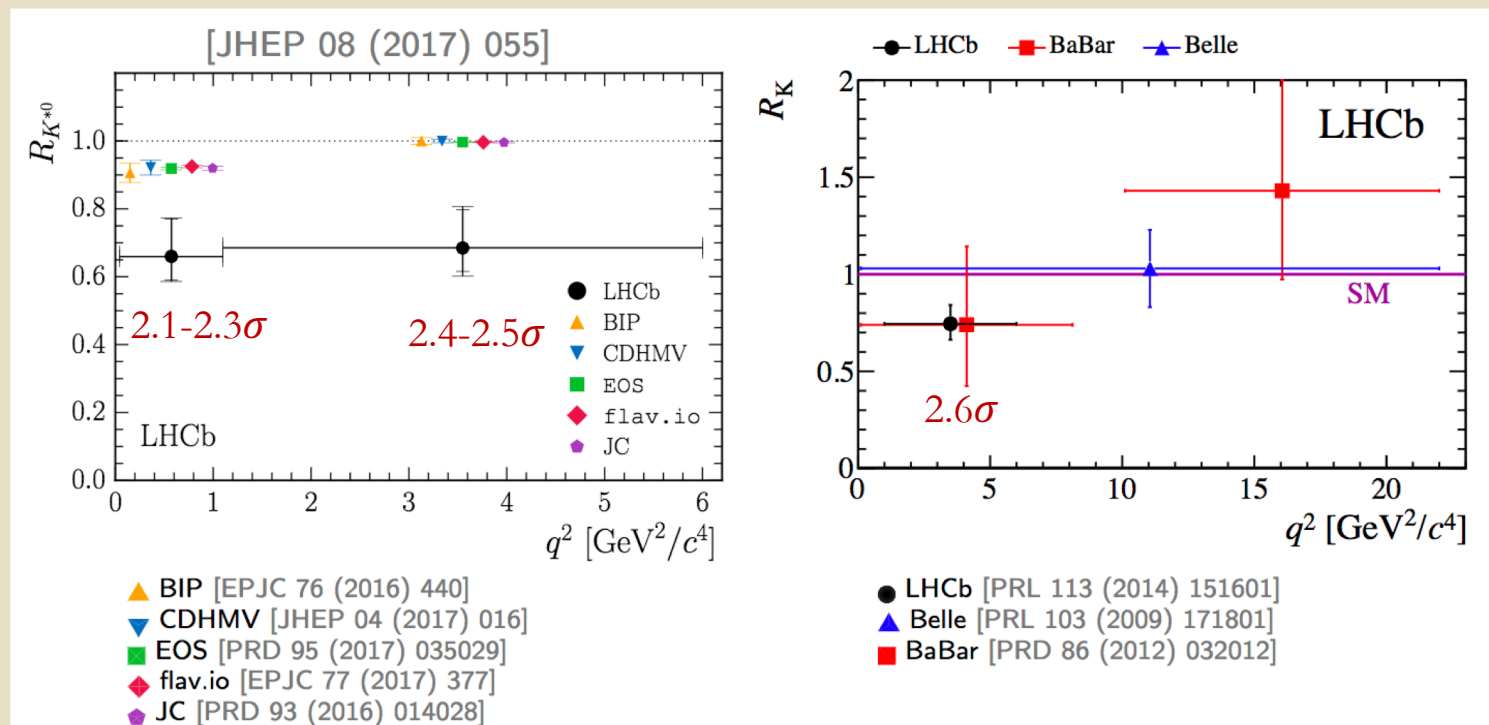 [JHEP 08 (2017) 055]
R_{K^{*0}}
1.0
0.8
0.6
0.4
0.2
0.0
2.1-2.3σ
2.4-2.5σ
LHCb
BIP
CDHMV
EOS
flav.io
JC
LHCb
0 1 2 3 4 5 6
q² [GeV²/c⁴]
BIP [EPJC 76 (2016) 440]
CDHMV [JHEP 04 (2017) 016]
EOS [PRD 95 (2017) 035029]
flav.io [EPJC 77 (2017) 377]
JC [PRD 93 (2016) 014028]
LHCb BaBar Belle
R_K
2
1.5
1
0.5
0
LHCb
SM
2.6σ
0 5 10 15 20
q² [GeV²/c⁴]
LHCb [PRL 113 (2014) 151601]
Belle [PRL 103 (2009) 171801]
BaBar [PRD 86 (2012) 032012]